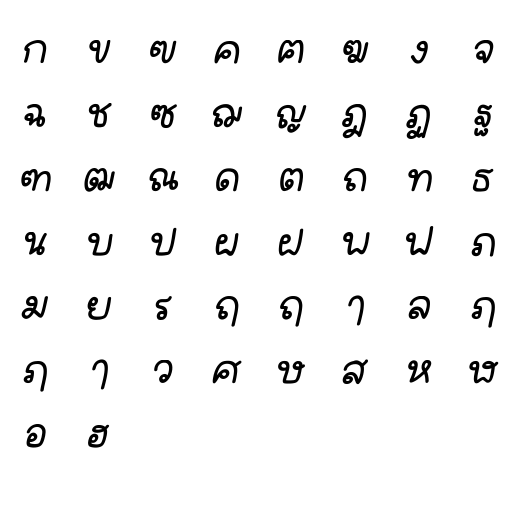 ก ข ฃ ค ฅ ฆ ง จ
ฉ ช ซ ฌ ญ ฎ ฏ ฐ
ฑ ฒ ณ ด ต ถ ท ธ
น บ ป ผ ฝ พ ฟ ภ
ม ย ร ฤ ฤ ๅ ล ฦ
ฦ ๅ ว ศ ษ ส ห ฬ
อ ฮ